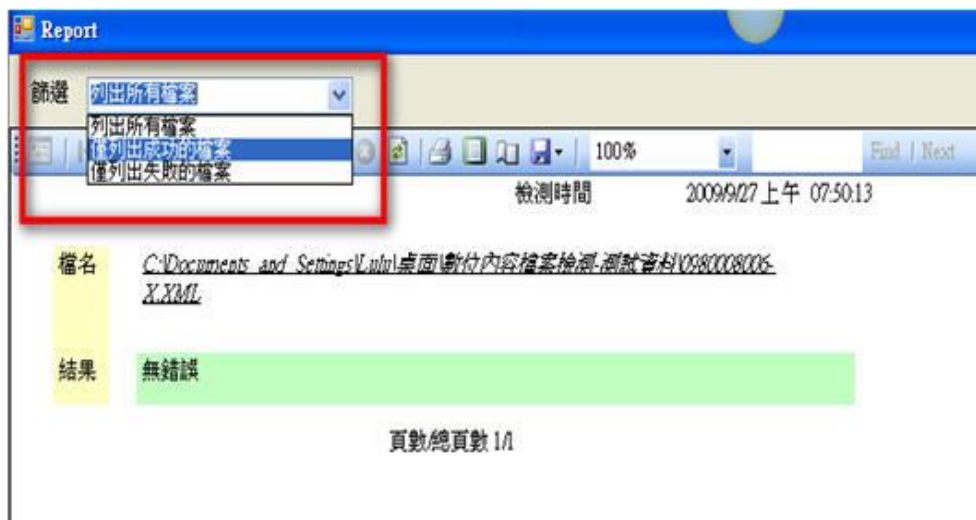 Report
篩選 列出所有檔案
列出所有檔案
僅列出成功的檔案
僅列出失敗的檔案
100% Find | Next
檢測時間 2009/9/27 上午 07:50:13
檔名 C:\Documents and Settings\Lulu\桌面\數位內容檔案檢測-測試資料\0980008006-
X.XML
結果 無錯誤
頁數/總頁數 1/1